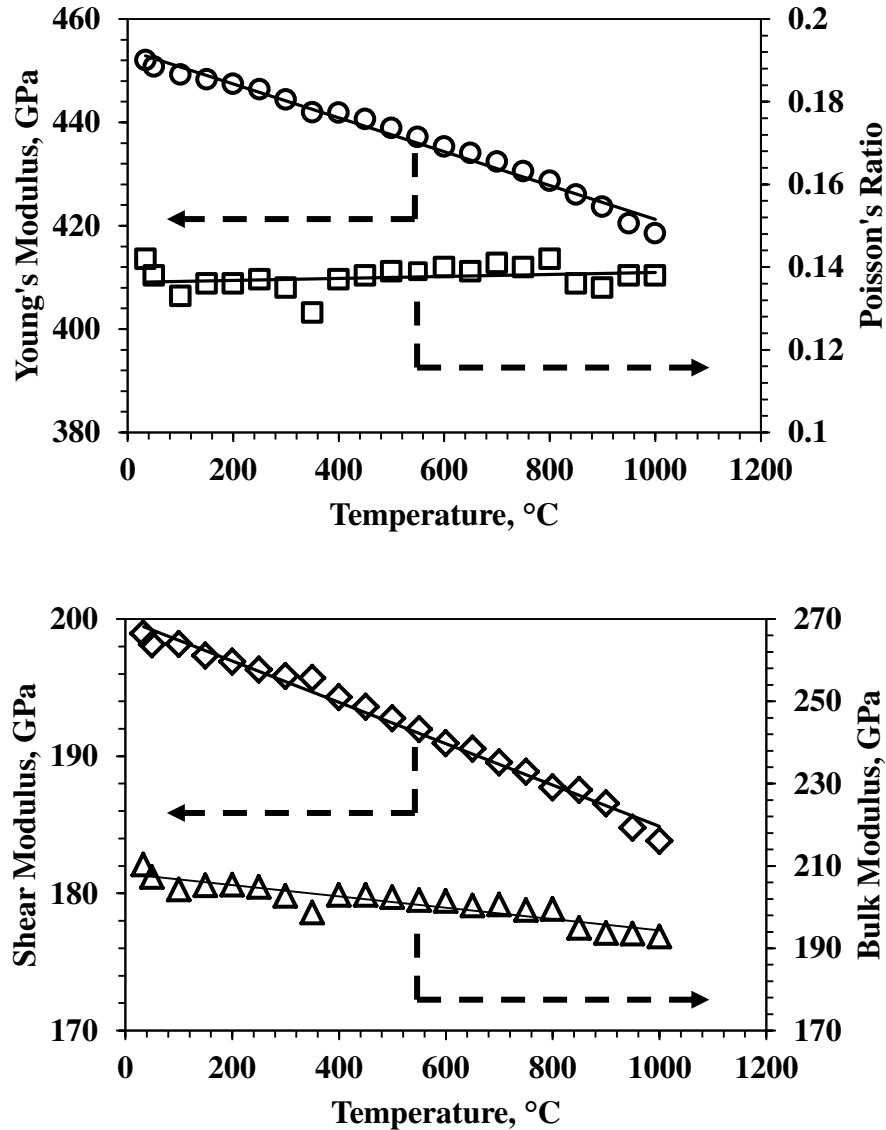 460
440
420
400
380
Young's Modulus, GPa
0.2
0.18
0.16
0.14
0.12
0.1
Poisson's Ratio
0 200 400 600 800 1000 1200
Temperature, °C
200
190
180
170
Shear Modulus, GPa
270
250
230
210
190
170
Bulk Modulus, GPa
0 200 400 600 800 1000 1200
Temperature, °C